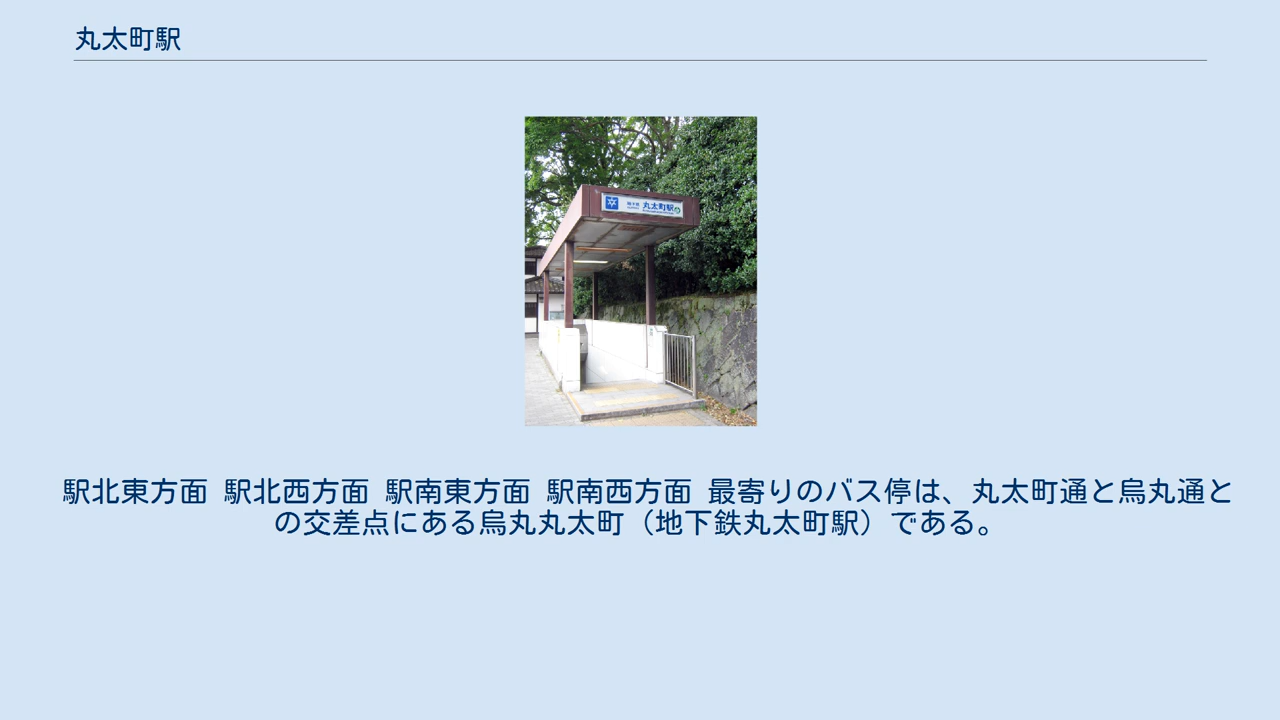 丸太町駅
丸太町駅
駅北東方面 駅北西方面 駅南東方面 駅南西方面 最寄りのバス停は、丸太町通と烏丸通と
の交差点にある烏丸丸太町（地下鉄丸太町駅）である。